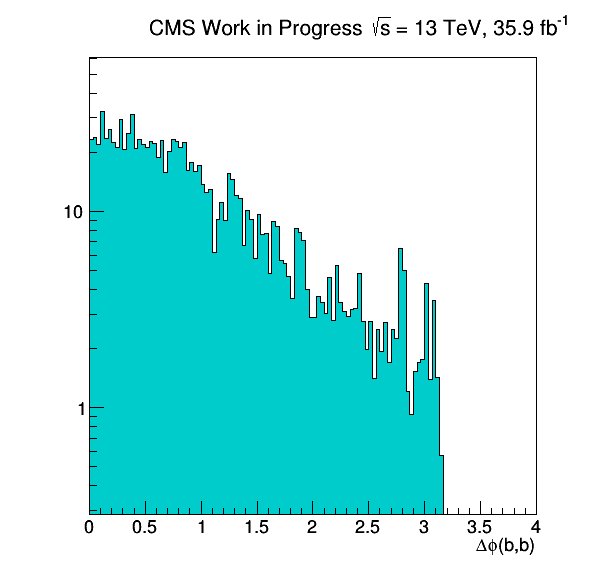 CMS Work in Progress √s = 13 TeV, 35.9 fb⁻¹
10
1
0 0.5 1 1.5 2 2.5 3 3.5 4
Δϕ(b,b)